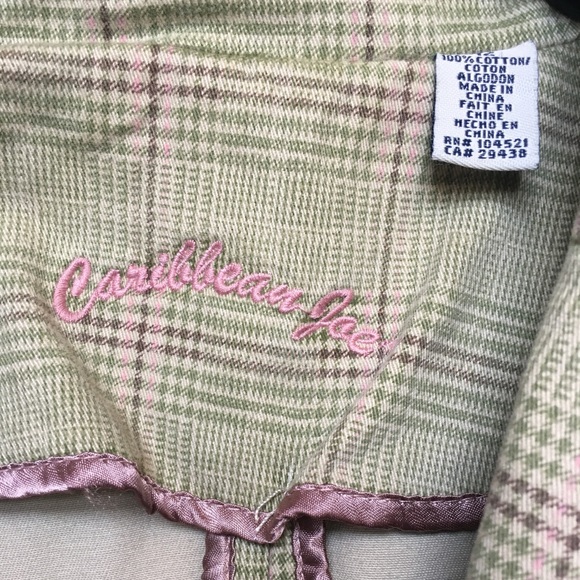 100% COTTON/
COTON
ALGODON
MADE IN
CHINA
FAIT EN
CHINE
HECHO EN
CHINA
RN# 104521
CA# 29438
Caribbean Joe